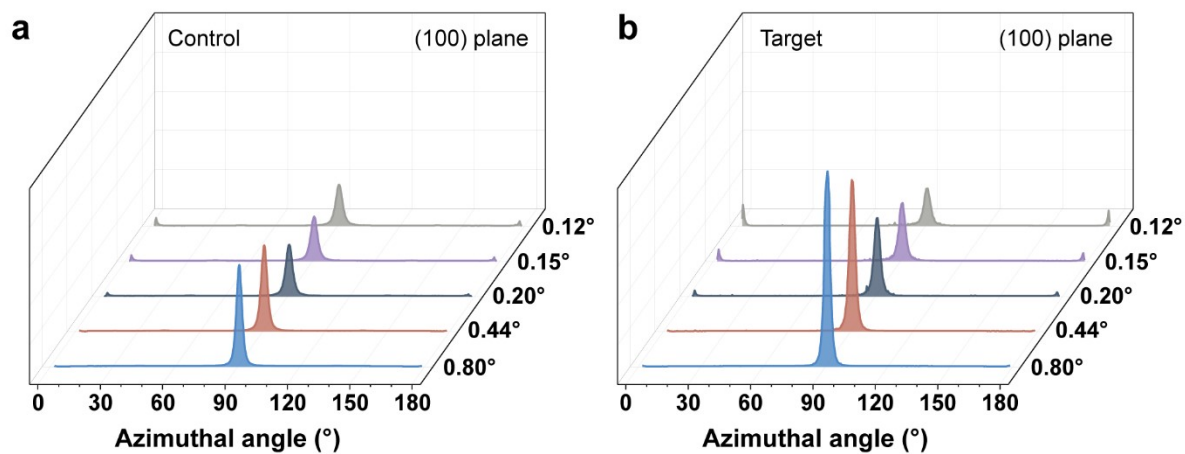 a
Control (100) plane
0.12°
0.15°
0.20°
0.44°
0.80°
0 30 60 90 120 150 180
Azimuthal angle (°)
b
Target (100) plane
0.12°
0.15°
0.20°
0.44°
0.80°
0 30 60 90 120 150 180
Azimuthal angle (°)